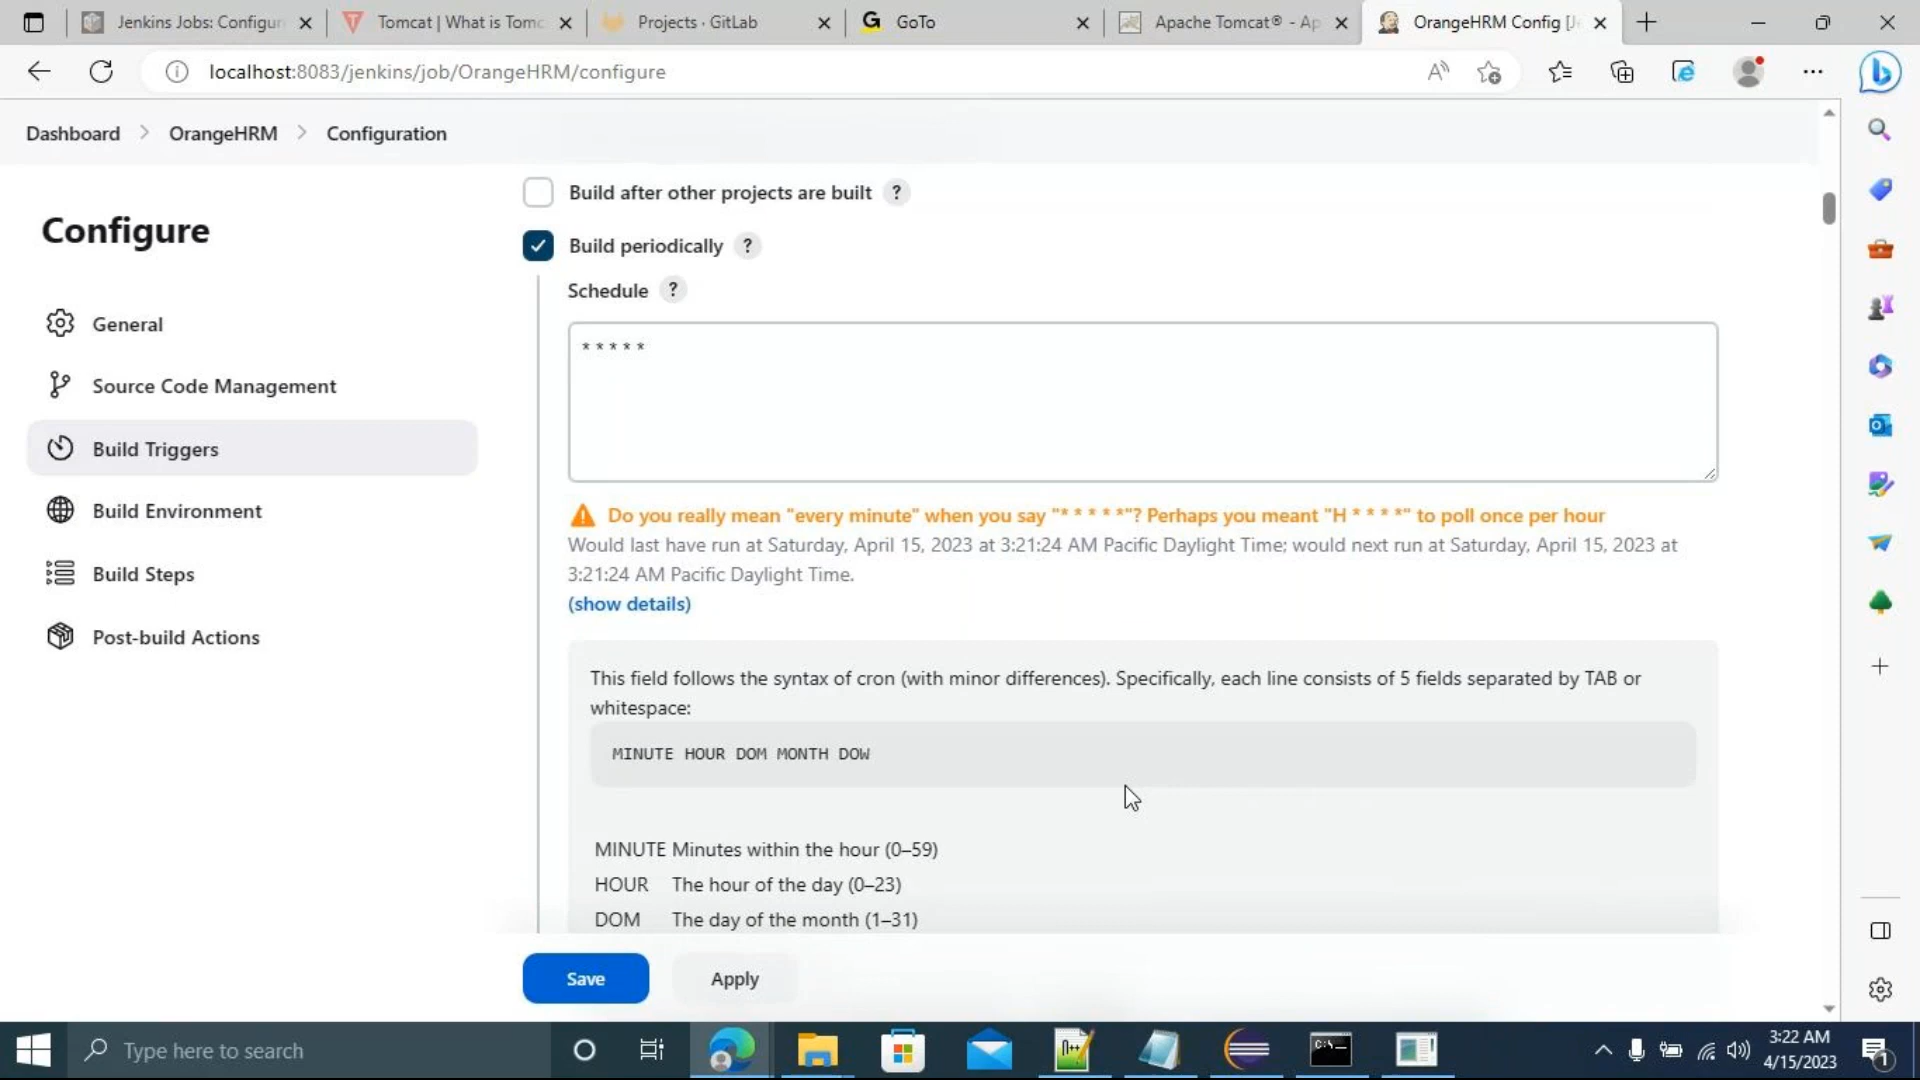 Jenkins Jobs: Configur
Tomcat | What is Tomc
Projects · GitLab
GoTo
Apache Tomcat® - Ap
OrangeHRM Config [Je
localhost:8083/jenkins/job/OrangeHRM/configure
Dashboard > OrangeHRM > Configuration
Configure
General
Source Code Management
Build Triggers
Build Environment
Build Steps
Post-build Actions
Build after other projects are built ?
Build periodically ?
Schedule ?
* * * * *
Do you really mean "every minute" when you say "* * * * *"? Perhaps you meant "H * * * *" to poll once per hour
Would last have run at Saturday, April 15, 2023 at 3:21:24 AM Pacific Daylight Time; would next run at Saturday, April 15, 2023 at
3:21:24 AM Pacific Daylight Time.
(show details)
This field follows the syntax of cron (with minor differences). Specifically, each line consists of 5 fields separated by TAB or
whitespace:
MINUTE HOUR DOM MONTH DOW
MINUTE Minutes within the hour (0–59)
HOUR The hour of the day (0–23)
DOM The day of the month (1–31)
Save
Apply
Type here to search
3:22 AM
4/15/2023
1